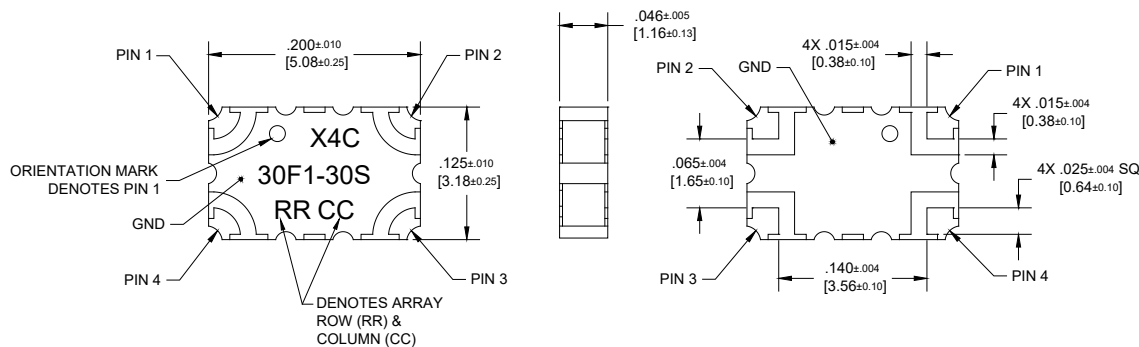 .200±.010
[5.08±0.25]
PIN 1
PIN 2
X4C
30F1-30S
RR CC
ORIENTATION MARK
DENOTES PIN 1
GND
.125±.010
[3.18±0.25]
PIN 4
PIN 3
DENOTES ARRAY
ROW (RR) &
COLUMN (CC)
.046±.005
[1.16±0.13]
4X .015±.004
[0.38±0.10]
PIN 2
GND
PIN 1
4X .015±.004
[0.38±0.10]
.065±.004
[1.65±0.10]
4X .025±.004 SQ
[0.64±0.10]
PIN 3
PIN 4
.140±.004
[3.56±0.10]